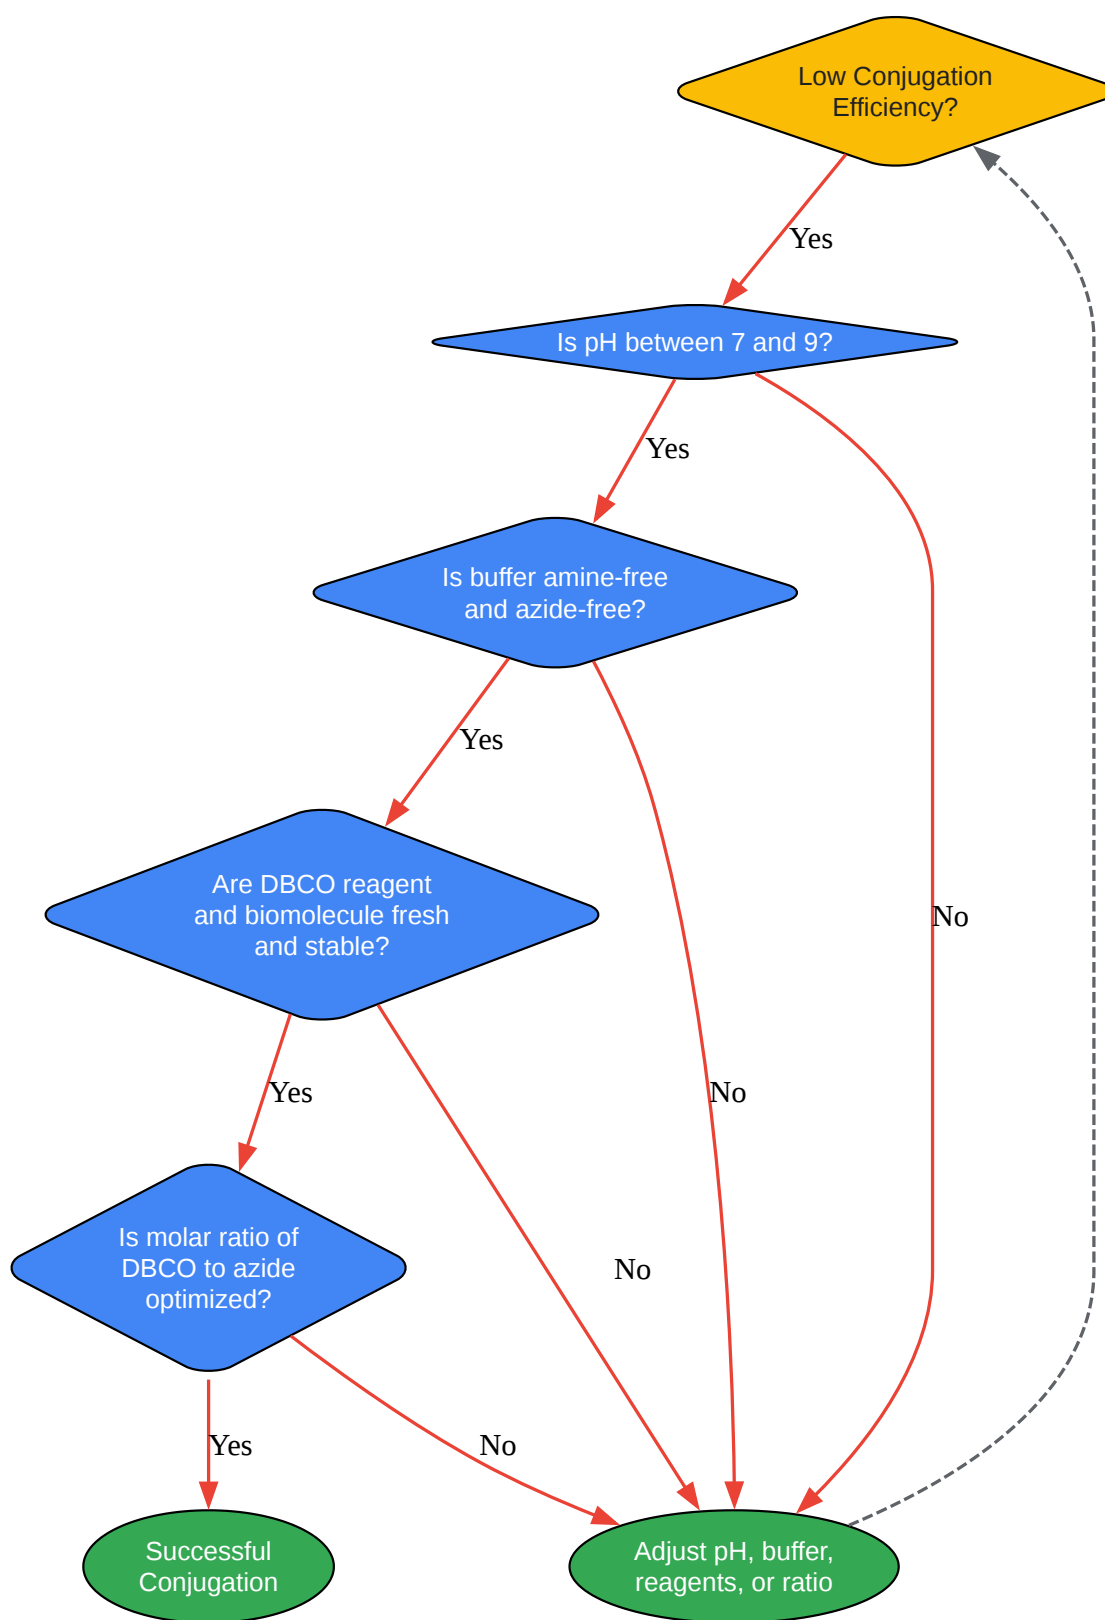 Low Conjugation
Efficiency?
Yes
Is pH between 7 and 9?
Yes
Is buffer amine-free
and azide-free?
Yes
Are DBCO reagent
and biomolecule fresh
and stable?
No
Yes
No
Is molar ratio of
DBCO to azide
optimized?
No
Yes
No
Successful
Conjugation
Adjust pH, buffer,
reagents, or ratio